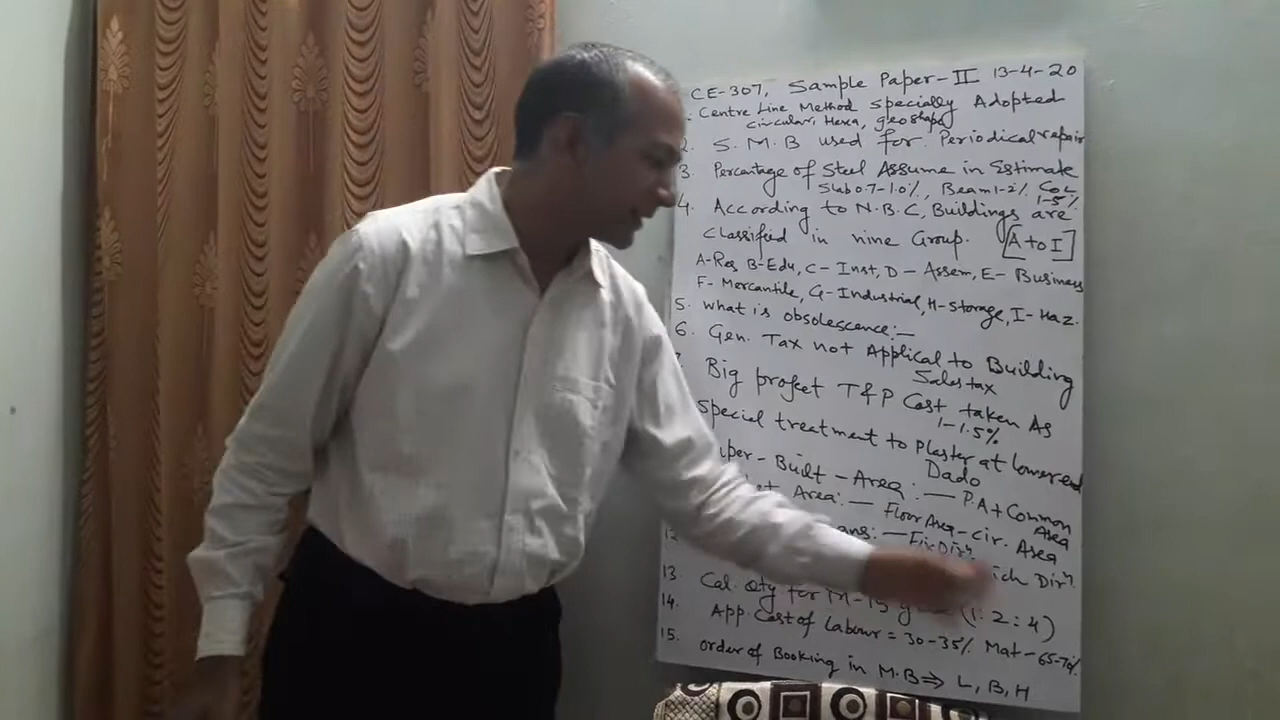 CE-307, Sample Paper-II 13-4-20
Centre Line Method specially Adopted
circular, Hexa, geo shape
2. S.M.B used for Periodical repair
3. Percentage of Steel Assume in Estimate
Slab 0.7-1.0%, Beam 1-2% Col 1-5%
4. According to N.B.C, Buildings are
classified in nine Group. [A to I]
A-Res B-Edu, C-Inst, D-Assem, E-Business
F-Mercantile, G-Industrial, H-Storage, I-Haz.
5. What is obsolescence:-
6. Gen. Tax not Applical to Building
Sales tax
Big profect T&P Cost taken As
1-1.5%
Special treatment to Plaster at lowered
Dado
Built-Area:- P.A+Common Area
Area:- Floor Area-Cir. Area
12
Dirⁿ.
13. Cal. Qty for M-15 (1:2:4)
14. App. Cost of Labour = 30-35% Mat-65-70%
15. order of Booking in M.B⇒ L, B, H